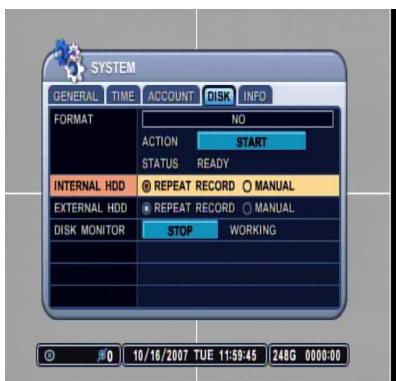 SYSTEM
GENERAL TIME ACCOUNT DISK INFO
FORMAT NO
ACTION START
STATUS READY
INTERNAL HDD REPEAT RECORD MANUAL
EXTERNAL HDD REPEAT RECORD MANUAL
DISK MONITOR STOP WORKING
0 10/16/2007 TUE 11:59:45 248G 0000:00